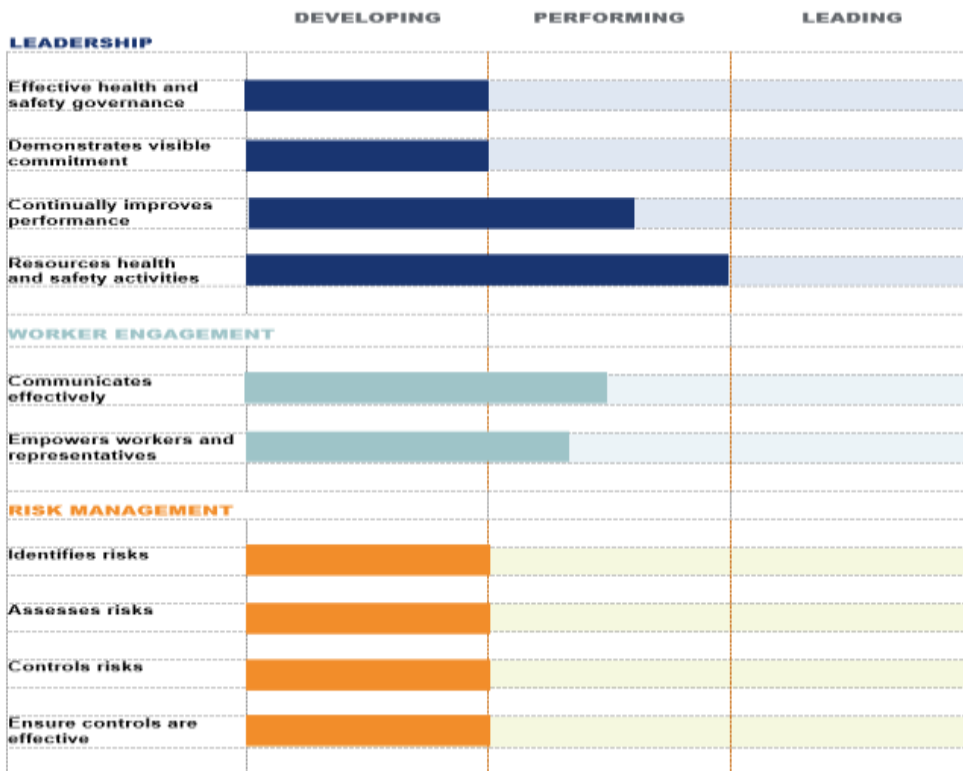 DEVELOPING PERFORMING LEADING
LEADERSHIP
Effective health and
safety governance
Demonstrates visible
commitment
Continually improves
performance
Resources health
and safety activities
WORKER ENGAGEMENT
Communicates
effectively
Empowers workers and
representatives
RISK MANAGEMENT
Identifies risks
Assesses risks
Controls risks
Ensure controls are
effective